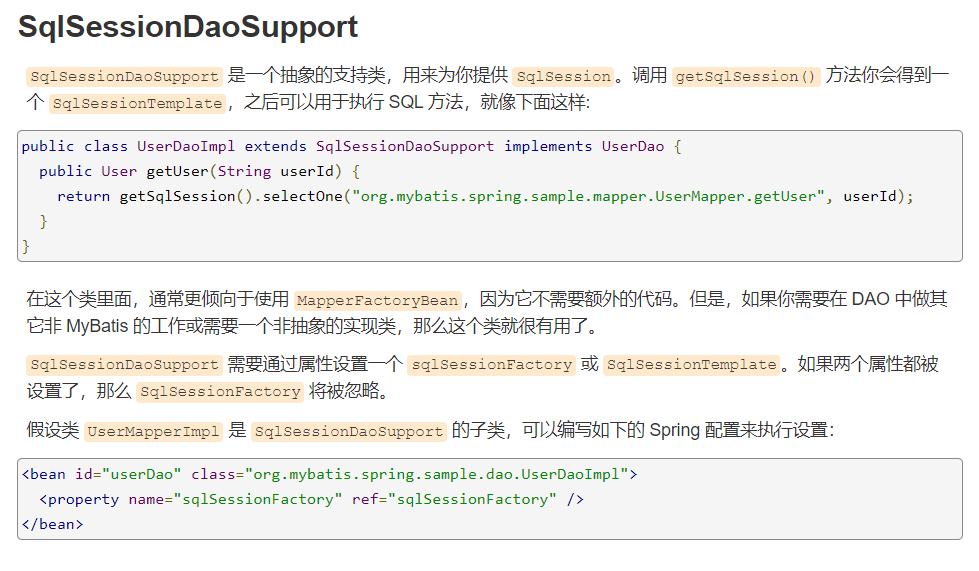 SqlSessionDaoSupport
SqlSessionDaoSupport 是一个抽象的支持类，用来为你提供 SqlSession。调用 getSqlSession() 方法你会得到一
个 SqlSessionTemplate，之后可以用于执行 SQL 方法，就像下面这样:
public class UserDaoImpl extends SqlSessionDaoSupport implements UserDao {
  public User getUser(String userId) {
    return getSqlSession().selectOne("org.mybatis.spring.sample.mapper.UserMapper.getUser", userId);
  }
}
在这个类里面，通常更倾向于使用 MapperFactoryBean，因为它不需要额外的代码。但是，如果你需要在 DAO 中做其
它非 MyBatis 的工作或需要一个非抽象的实现类，那么这个类就很有用了。
SqlSessionDaoSupport 需要通过属性设置一个 sqlSessionFactory 或 SqlSessionTemplate。如果两个属性都被
设置了，那么 SqlSessionFactory 将被忽略。
假设类 UserMapperImpl 是 SqlSessionDaoSupport 的子类，可以编写如下的 Spring 配置来执行设置：
<bean id="userDao" class="org.mybatis.spring.sample.dao.UserDaoImpl">
  <property name="sqlSessionFactory" ref="sqlSessionFactory" />
</bean>